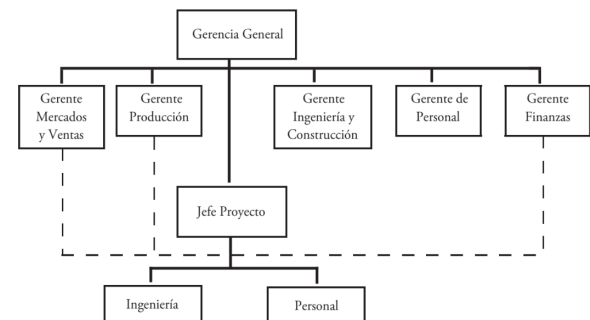 Gerencia General
Gerente
Mercados
y Ventas
Gerente
Producción
Gerente
Ingeniería y
Construcción
Gerente de
Personal
Gerente
Finanzas
Jefe Proyecto
Ingeniería
Personal